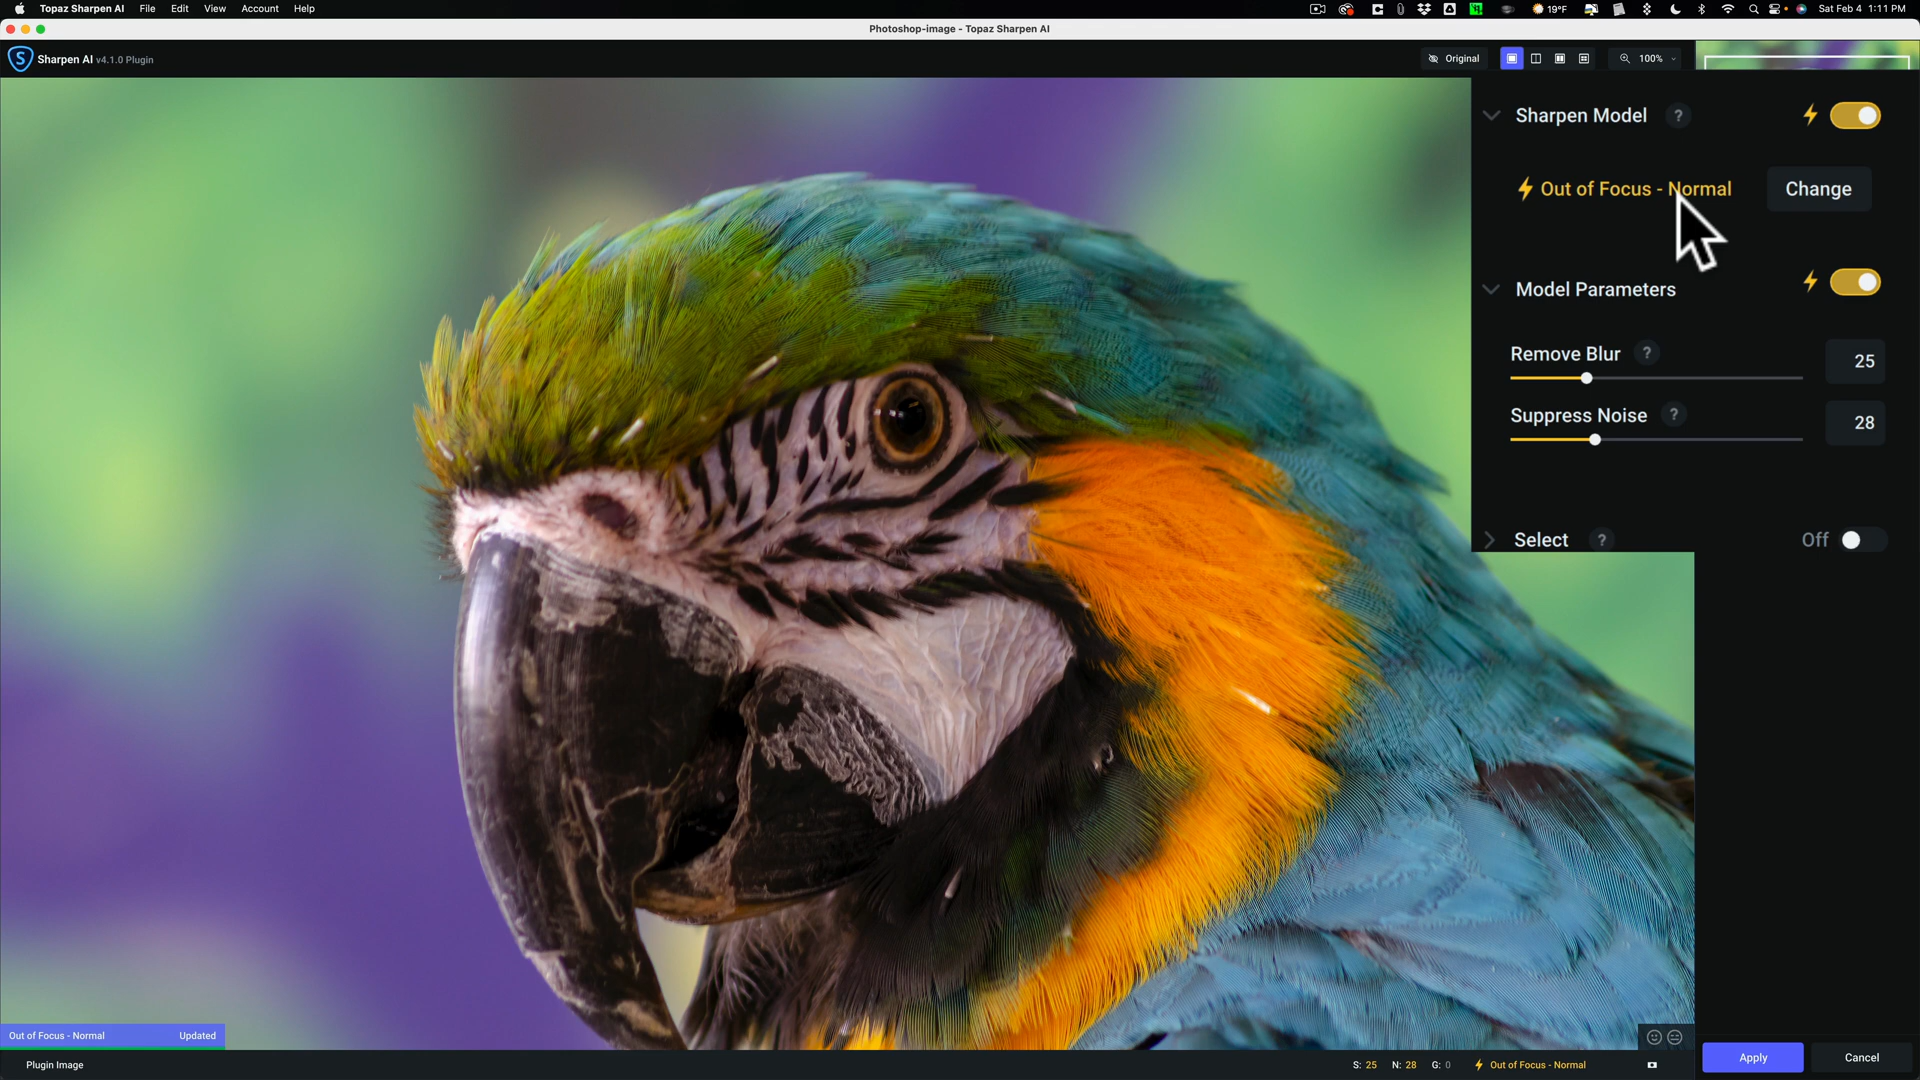 Topaz Sharpen AI File Edit View Account Help 19°F Sat Feb 4 1:11 PM
Photoshop-image - Topaz Sharpen AI
Sharpen AI v4.1.0 Plugin Original 100%
Sharpen Model ?
Out of Focus - Normal Change
Model Parameters
Remove Blur ? 25
Suppress Noise ? 28
Select ? Off
Out of Focus - Normal Updated
Plugin Image S: 25 N: 28 G: 0 Out of Focus - Normal
Apply Cancel